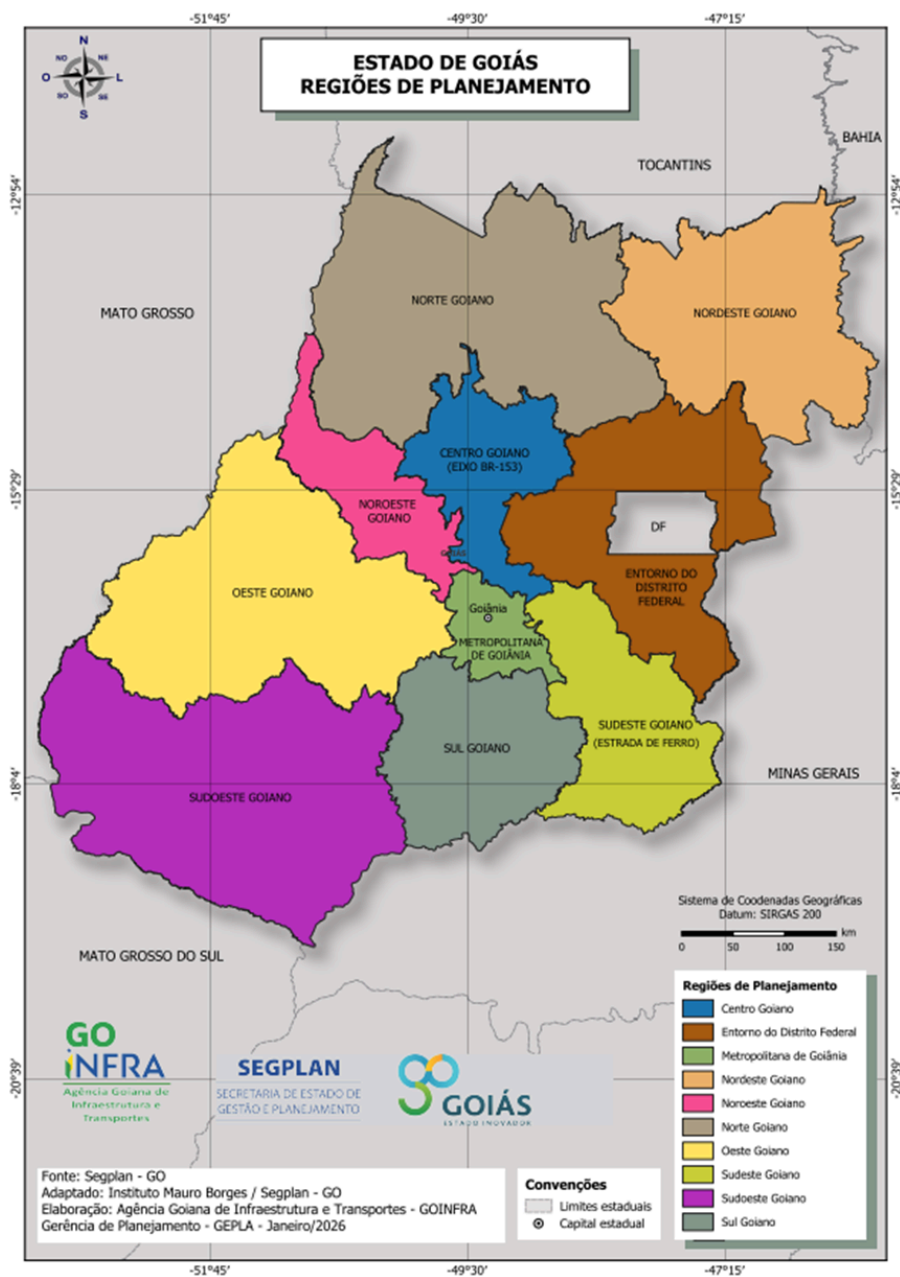 -51°45'
-49°30'
-47°15'
N
NO
NE
O
L
SO
SE
S
ESTADO DE GOIÁS
REGIÕES DE PLANEJAMENTO
BAHIA
TOCANTINS
-12°54'
-12°54'
NORTE GOIANO
MATO GROSSO
NORDESTE GOIANO
CENTRO GOIANO
(EIXO BR-153)
-15°29'
-15°29'
NOROESTE
GOIANO
DF
GOIÁS
ENTORNO DO
DISTRITO
FEDERAL
OESTE GOIANO
Goiânia
METROPOLITANA
DE GOIÂNIA
SUDESTE GOIANO
(ESTRADA DE FERRO)
SUL GOIANO
MINAS GERAIS
-18°4'
-18°4'
SUDOESTE GOIANO
Sistema de Coodenadas Geográficas
Datum: SIRGAS 200
km
0 50 100 150
MATO GROSSO DO SUL
Regiões de Planejamento
Centro Goiano
Entorno do Distrito Federal
Metropolitana de Goiânia
Nordeste Goiano
Noroeste Goiano
Norte Goiano
Oeste Goiano
Sudeste Goiano
Sudoeste Goiano
Sul Goiano
GO
INFRA
Agência Goiana de
Infraestrutura e
Transportes
SEGPLAN
SECRETARIA DE ESTADO DE
GESTÃO E PLANEJAMENTO
GOIÁS
ESTADO INOVADOR
-20°39'
-20°39'
Fonte: Segplan - GO
Adaptado: Instituto Mauro Borges / Segplan - GO
Elaboração: Agência Goiana de Infraestrutura e Transportes - GOINFRA
Gerência de Planejamento - GEPLA - Janeiro/2026
Convenções
Limites estaduais
Capital estadual
-51°45'
-49°30'
-47°15'